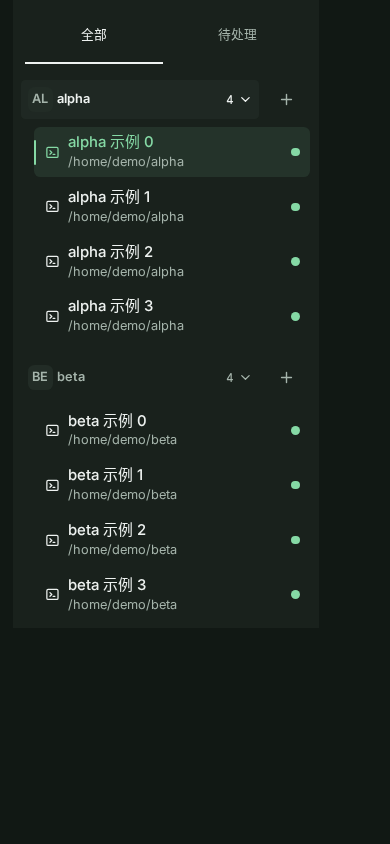 全部
待处理
AL alpha 4
alpha 示例 0
/home/demo/alpha
alpha 示例 1
/home/demo/alpha
alpha 示例 2
/home/demo/alpha
alpha 示例 3
/home/demo/alpha
BE beta 4
beta 示例 0
/home/demo/beta
beta 示例 1
/home/demo/beta
beta 示例 2
/home/demo/beta
beta 示例 3
/home/demo/beta